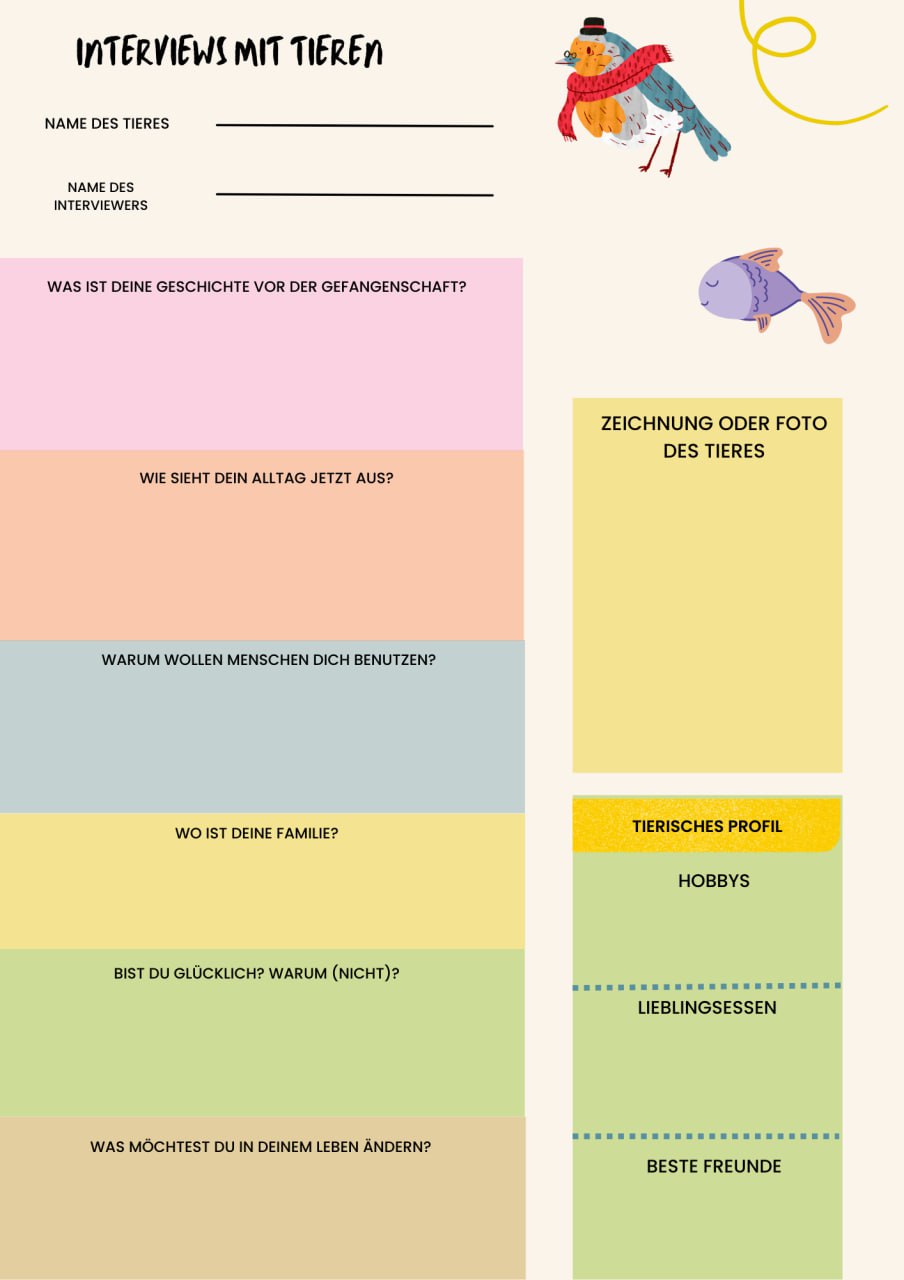 INTERVIEWS MIT TIEREN
NAME DES TIERES
NAME DES
INTERVIEWERS
WAS IST DEINE GESCHICHTE VOR DER GEFANGENSCHAFT?
WIE SIEHT DEIN ALLTAG JETZT AUS?
WARUM WOLLEN MENSCHEN DICH BENUTZEN?
WO IST DEINE FAMILIE?
BIST DU GLÜCKLICH? WARUM (NICHT)?
WAS MÖCHTEST DU IN DEINEM LEBEN ÄNDERN?
ZEICHNUNG ODER FOTO
DES TIERES
TIERISCHES PROFIL
HOBBYS
LIEBLINGSESSEN
BESTE FREUNDE